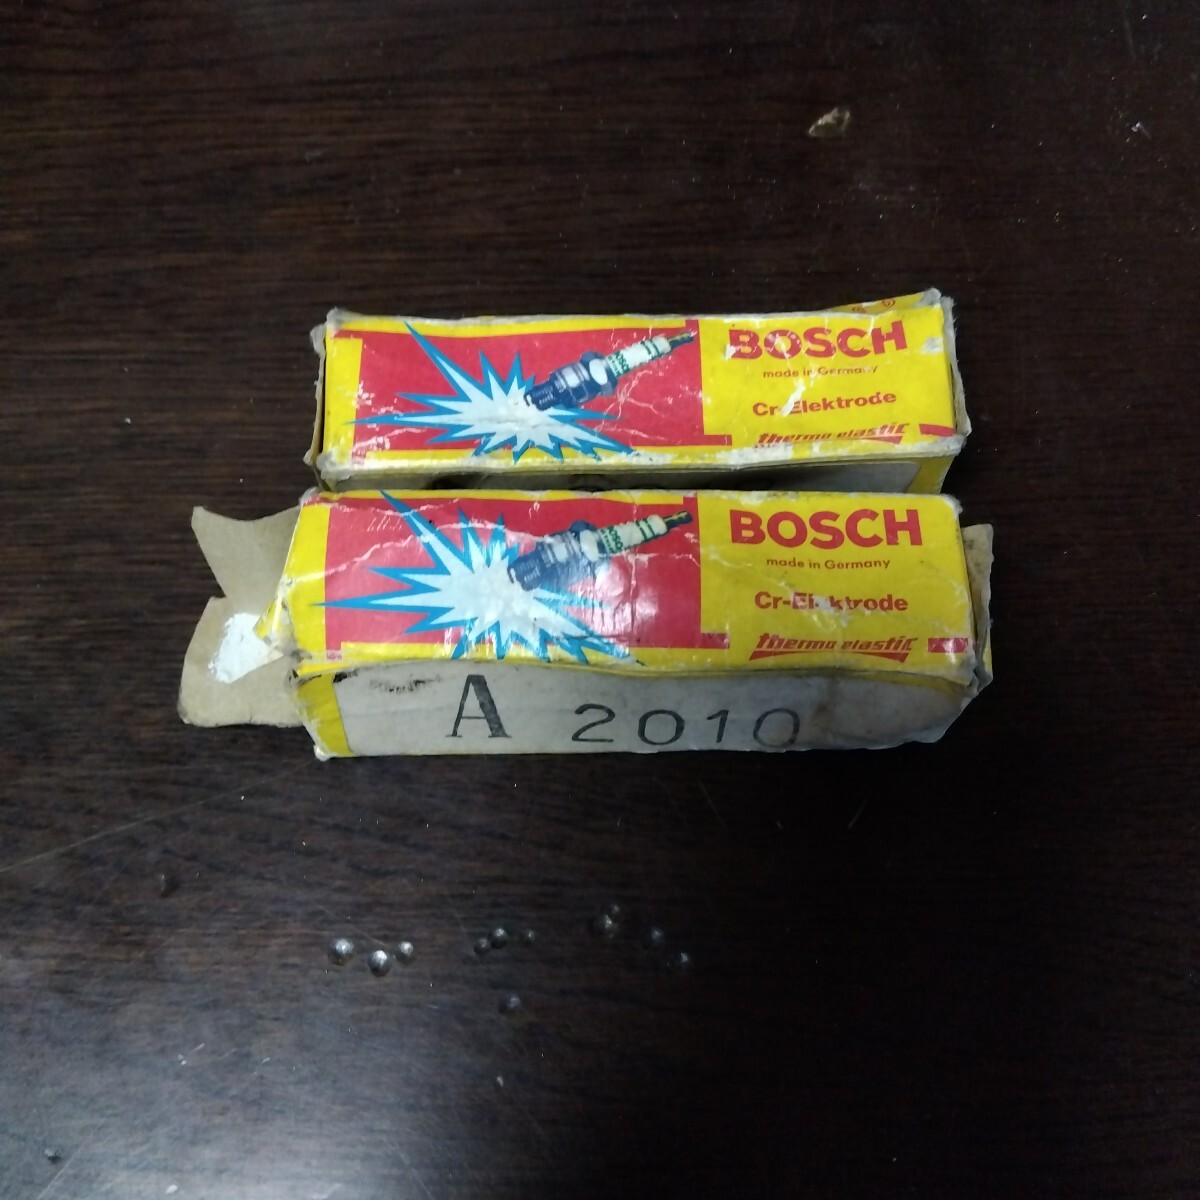 BOSCH
made in Germany
Cr-Elektrode
thermo elastic
BOSCH
made in Germany
Cr-Elektrode
thermo elastic
A 2010